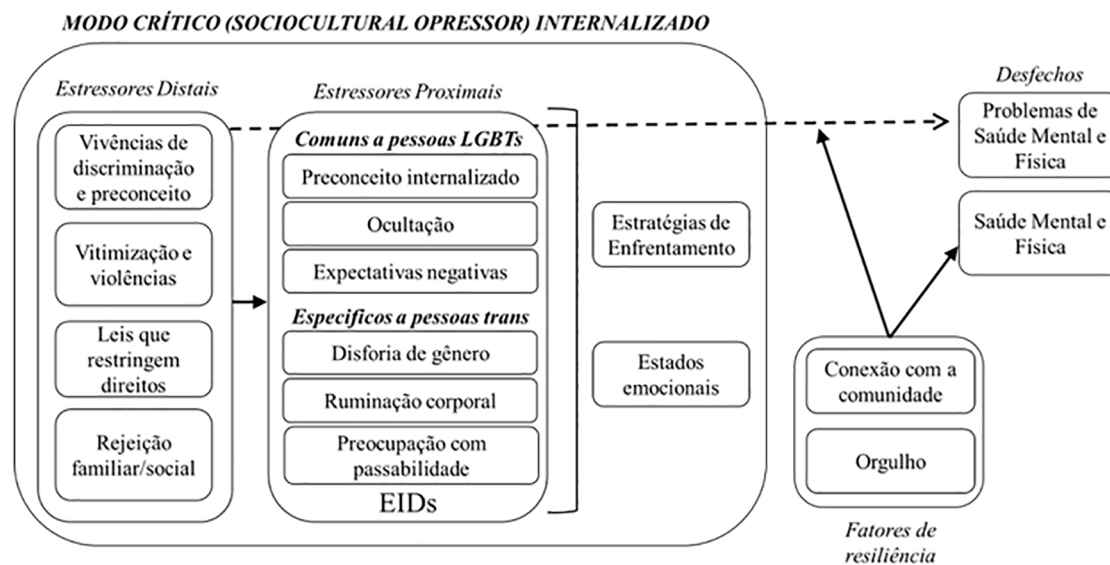 MODO CRÍTICO (SOCIOCULTURAL OPRESSOR) INTERNALIZADO
Estressores Distais
Vivências de
discriminação
e preconceito
Vitimização e
violências
Leis que
restringem
direitos
Rejeição
familiar/social
Estressores Proximais
Comuns a pessoas LGBTs
Preconceito internalizado
Ocultação
Expectativas negativas
Específicos a pessoas trans
Disforia de gênero
Ruminação corporal
Preocupação com
passabilidade
EIDs
Estratégias de
Enfrentamento
Estados
emocionais
Desfechos
Problemas de
Saúde Mental e
Física
Saúde Mental e
Física
Conexão com a
comunidade
Orgulho
Fatores de
resiliência